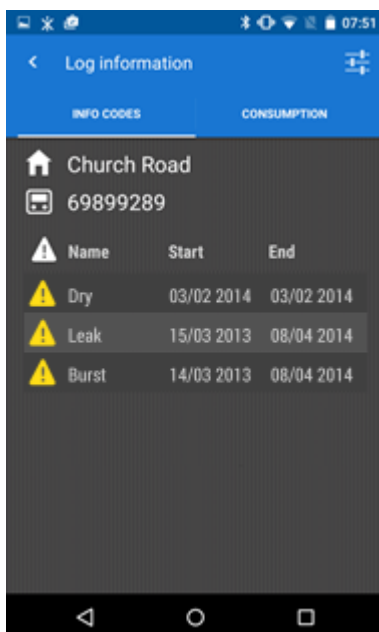 07:51
Log information
INFO CODES CONSUMPTION
Church Road
69899289
Name Start End
Dry 03/02 2014 03/02 2014
Leak 15/03 2013 08/04 2014
Burst 14/03 2013 08/04 2014